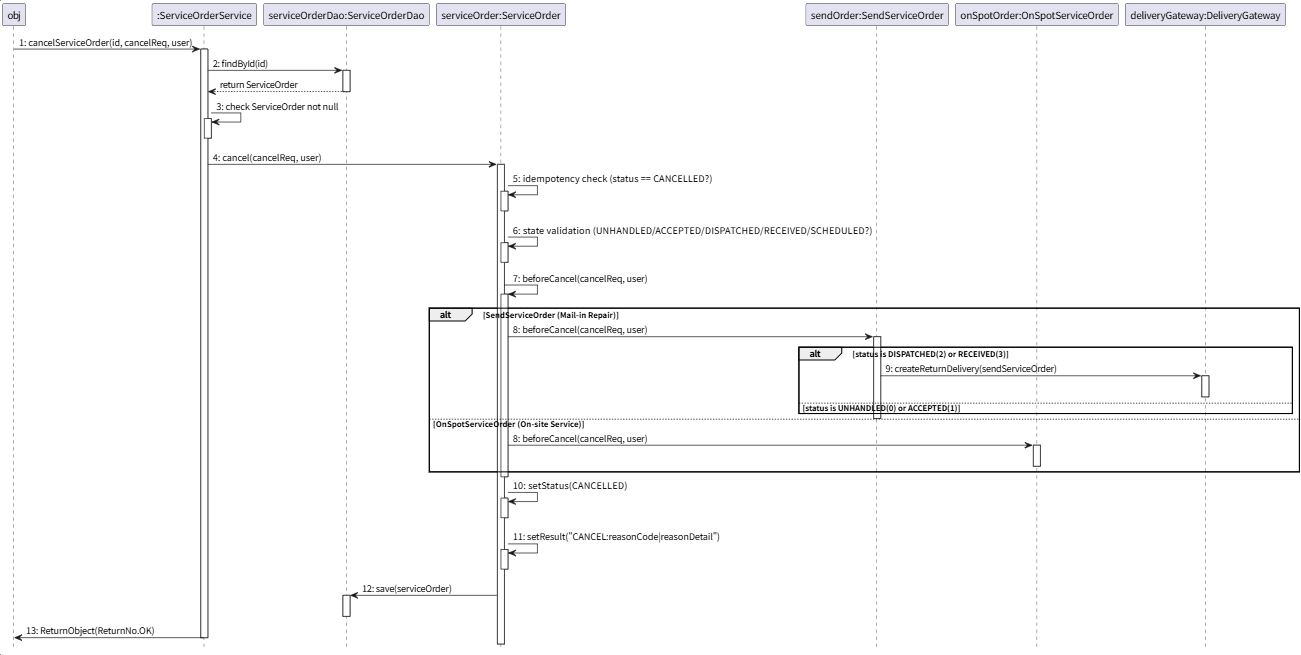 obj
:ServiceOrderService
serviceOrderDao:ServiceOrderDao
serviceOrder:ServiceOrder
sendOrder:SendServiceOrder
onSpotOrder:OnSpotServiceOrder
deliveryGateway:DeliveryGateway
1: cancelServiceOrder(id, cancelReq, user)
2: findById(id)
return ServiceOrder
3: check ServiceOrder not null
4: cancel(cancelReq, user)
5: idempotency check (status == CANCELLED?)
6: state validation (UNHANDLED/ACCEPTED/DISPATCHED/RECEIVED/SCHEDULED?)
7: beforeCancel(cancelReq, user)
alt
[SendServiceOrder (Mail-in Repair)]
8: beforeCancel(cancelReq, user)
alt
[status is DISPATCHED(2) or RECEIVED(3)]
9: createReturnDelivery(sendServiceOrder)
[status is UNHANDLED(0) or ACCEPTED(1)]
[OnSpotServiceOrder (On-site Service)]
8: beforeCancel(cancelReq, user)
10: setStatus(CANCELLED)
11: setResult("CANCEL:reasonCode|reasonDetail")
12: save(serviceOrder)
13: ReturnObject(ReturnNo.OK)